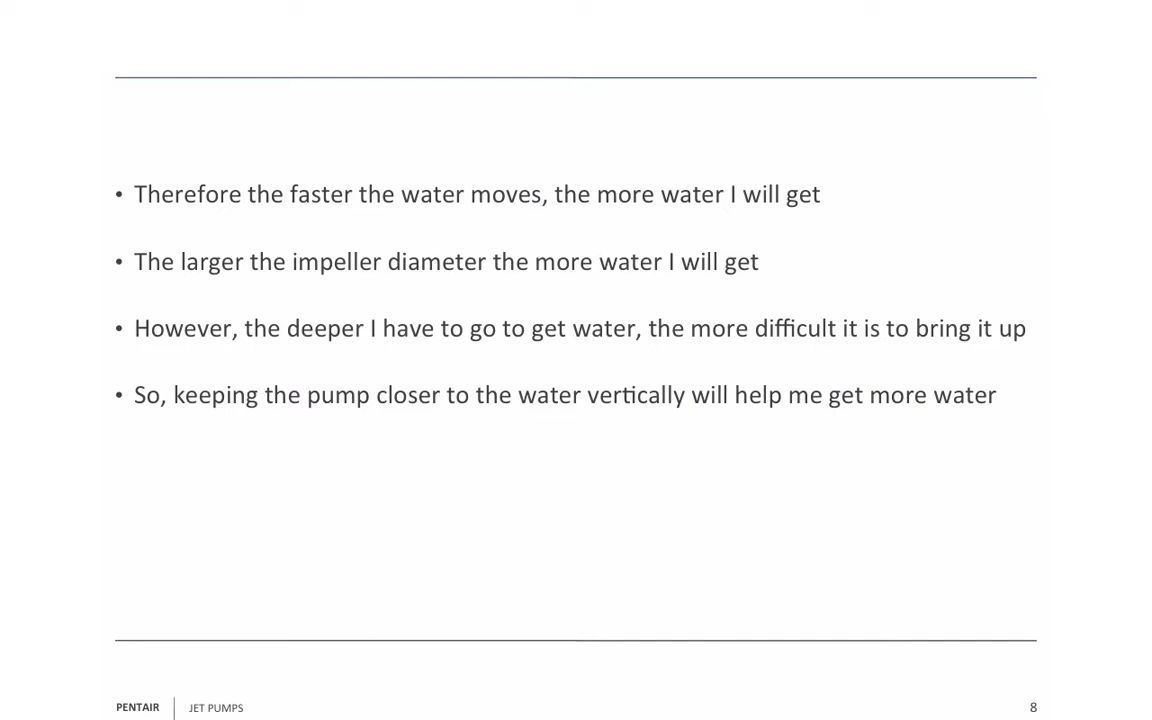 • Therefore the faster the water moves, the more water I will get
• The larger the impeller diameter the more water I will get
• However, the deeper I have to go to get water, the more difficult it is to bring it up
• So, keeping the pump closer to the water vertically will help me get more water
PENTAIR JET PUMPS 8